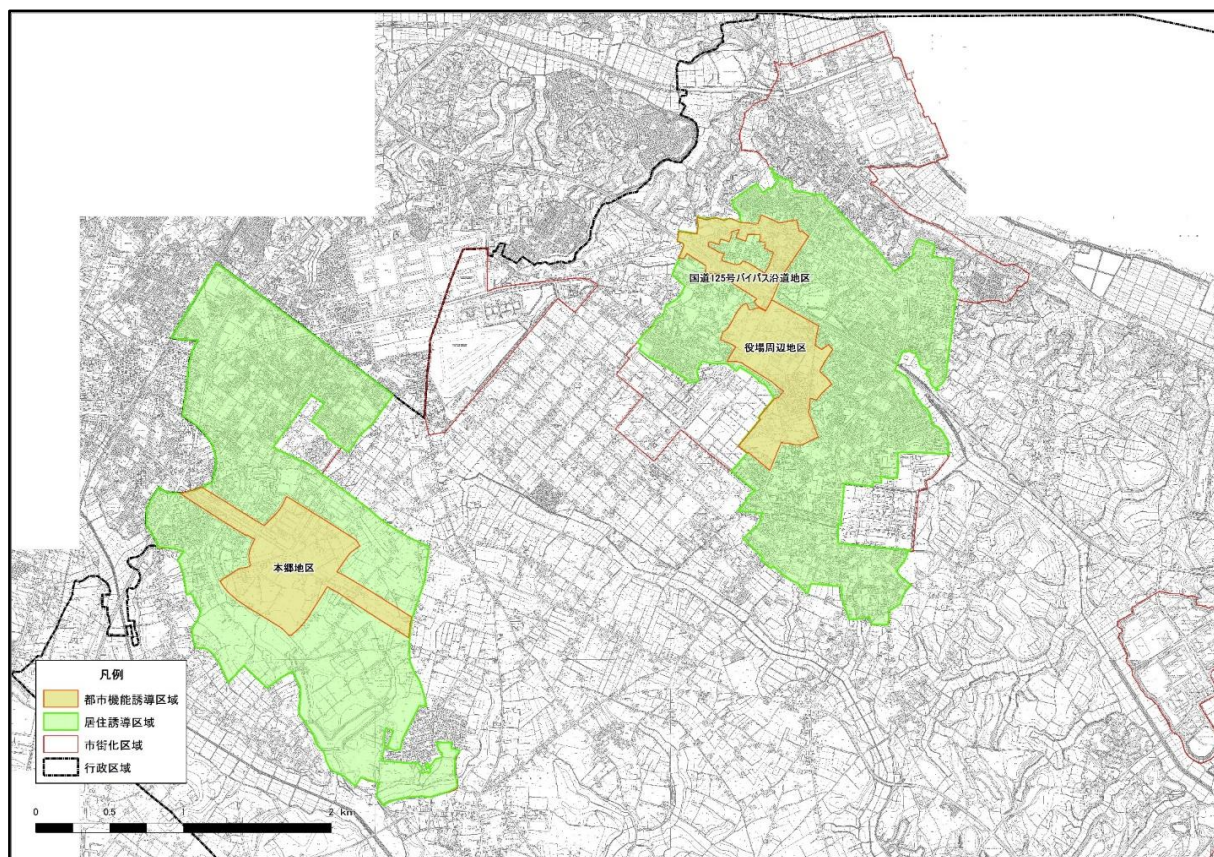 国道125号バイパス沿道地区
役場周辺地区
本郷地区
凡例
都市機能誘導区域
居住誘導区域
市街化区域
行政区域
0 0.5 1 2 km